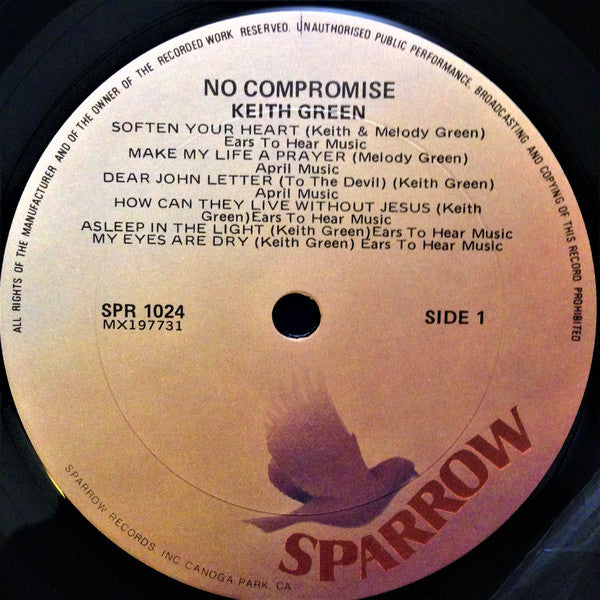 ALL RIGHTS OF THE MANUFACTURER AND OF THE OWNER OF THE RECORDED WORK RESERVED. UNAUTHORISED PUBLIC PERFORMANCE, BROADCASTING AND COPYING OF THIS RECORD PROHIBITED
NO COMPROMISE
KEITH GREEN
SOFTEN YOUR HEART (Keith & Melody Green)
Ears To Hear Music
MAKE MY LIFE A PRAYER (Melody Green)
April Music
DEAR JOHN LETTER (To The Devil) (Keith Green)
April Music
HOW CAN THEY LIVE WITHOUT JESUS (Keith
Green)Ears To Hear Music
ASLEEP IN THE LIGHT (Keith Green)Ears To Hear Music
MY EYES ARE DRY (Keith Green) Ears To Hear Music
SPR 1024
MX197731
SIDE 1
SPARROW
SPARROW RECORDS, INC. CANOGA PARK, CA